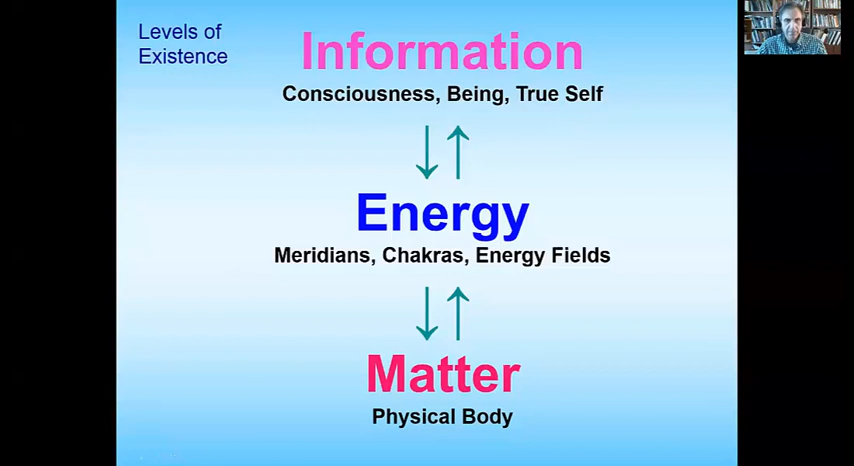 Levels of
Existence
Information
Consciousness, Being, True Self
Energy
Meridians, Chakras, Energy Fields
Matter
Physical Body